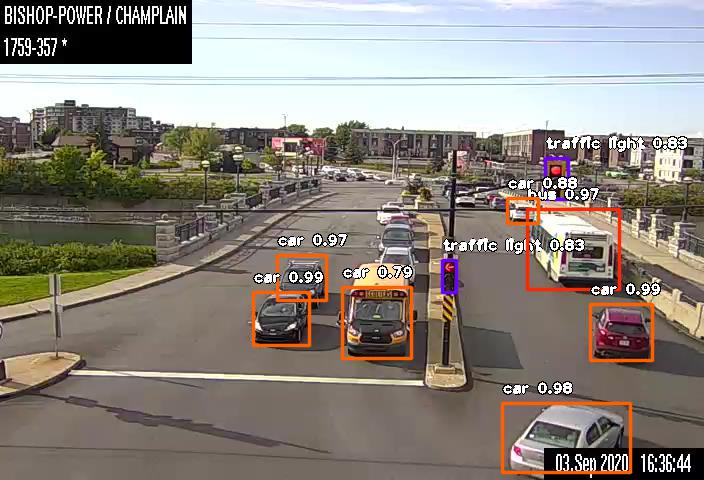 BISHOP-POWER / CHAMPLAIN
1759-357 *
traffic light 0.83
car 0.88
bus 0.97
car 0.97
traffic light 0.83
car 0.99
car 0.79
car 0.99
ECOLIERS
car 0.98
03.Sep 2020 16:36:44